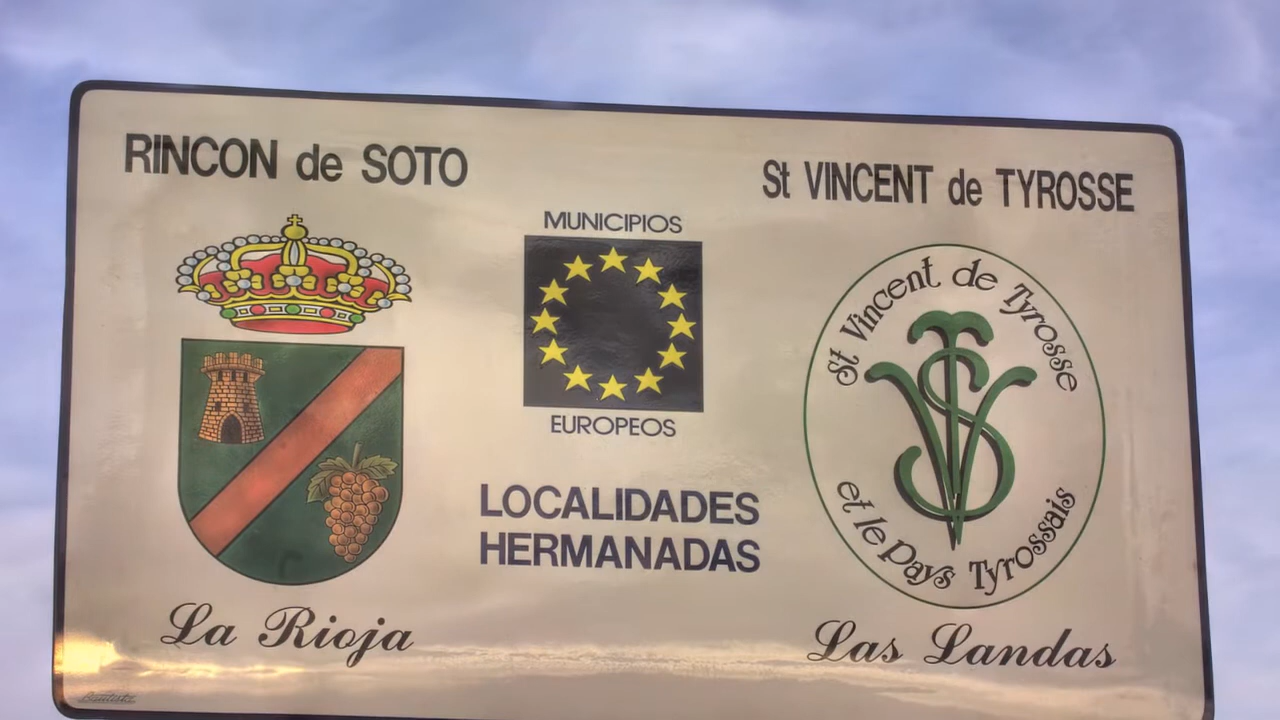 RINCON de SOTO
St VINCENT de TYROSSE
MUNICIPIOS
EUROPEOS
LOCALIDADES
HERMANADAS
St Vincent de Tyrosse
et le Pays Tyrossais
VST
La Rioja
Las Landas